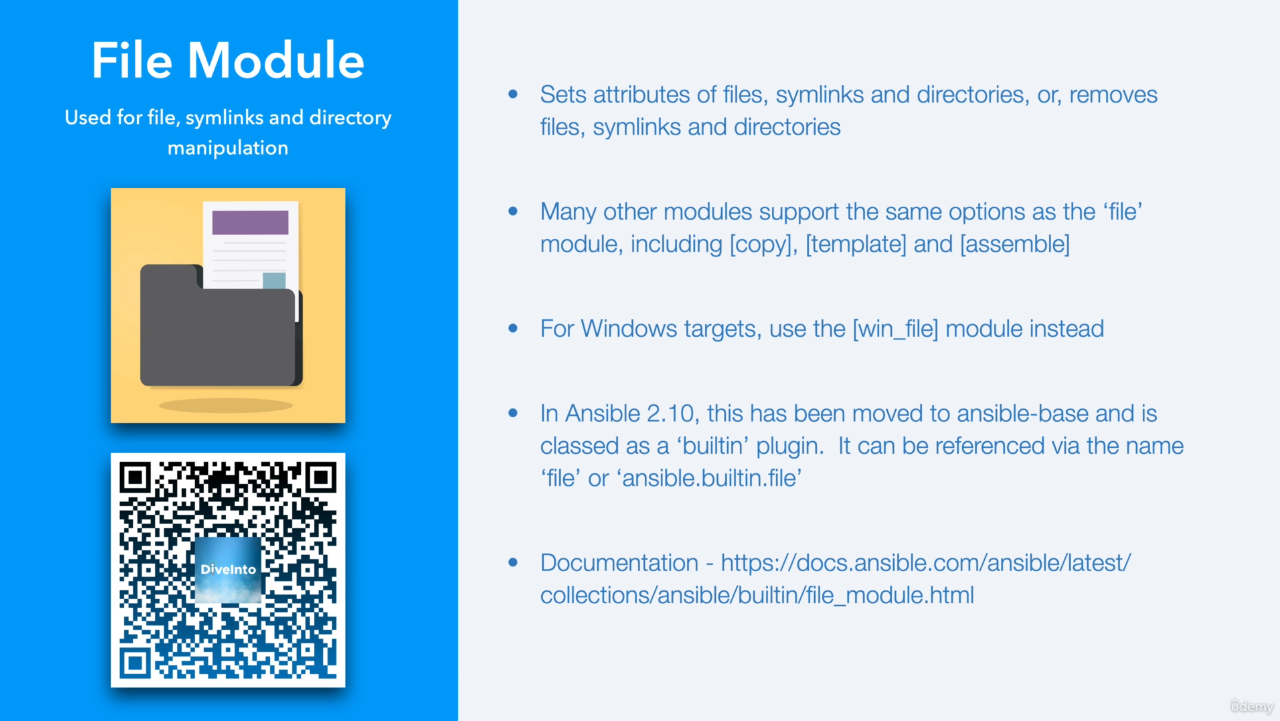 File Module
Used for file, symlinks and directory
manipulation
DiveInto
• Sets attributes of files, symlinks and directories, or, removes
files, symlinks and directories
• Many other modules support the same options as the ‘file’
module, including [copy], [template] and [assemble]
• For Windows targets, use the [win_file] module instead
• In Ansible 2.10, this has been moved to ansible-base and is
classed as a ‘builtin’ plugin.  It can be referenced via the name
‘file’ or ‘ansible.builtin.file’
• Documentation - https://docs.ansible.com/ansible/latest/
collections/ansible/builtin/file_module.html
ûdemy